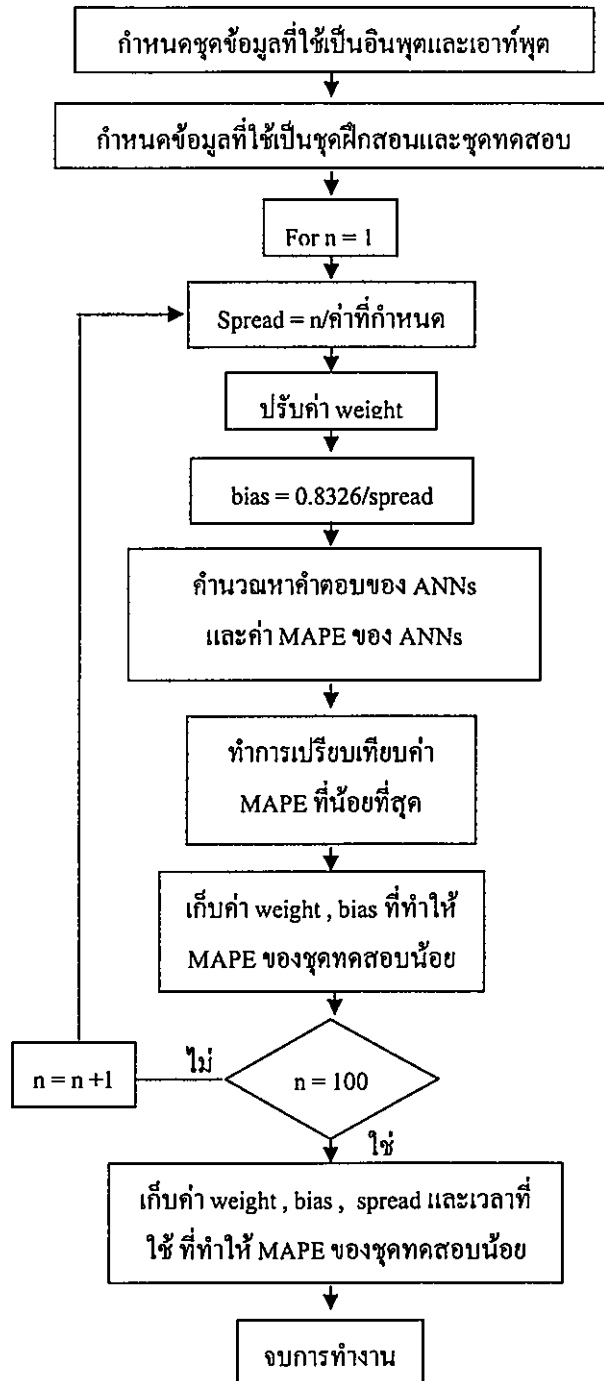 กำหนดชุดข้อมูลที่ใช้เป็นอินพุตและเอาท์พุต
กำหนดข้อมูลที่ใช้เป็นชุดฝึกสอนและชุดทดสอบ
For n = 1
Spread = n/ค่าที่กำหนด
ปรับค่า weight
bias = 0.8326/spread
คำนวณหาคำตอบของ ANNs
และค่า MAPE ของ ANNs
ทำการเปรียบเทียบค่า
MAPE ที่น้อยที่สุด
เก็บค่า weight , bias ที่ทำให้
MAPE ของชุดทดสอบน้อย
n = 100
ไม่
n = n +1
ใช่
เก็บค่า weight , bias , spread และเวลาที่
ใช้ ที่ทำให้ MAPE ของชุดทดสอบน้อย
จบการทำงาน